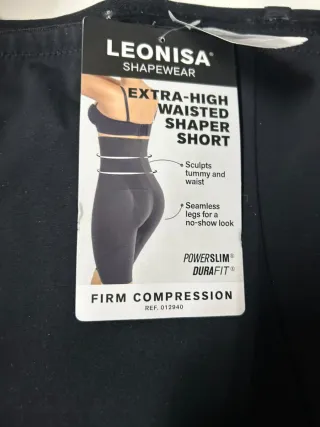 LEONISA®
SHAPEWEAR
EXTRA-HIGH
WAISTED
SHAPER
SHORT
Sculpts
tummy and
waist
Seamless
legs for a
no-show look
POWERSLIM®
DURAFIT®
FIRM COMPRESSION
REF. 012940